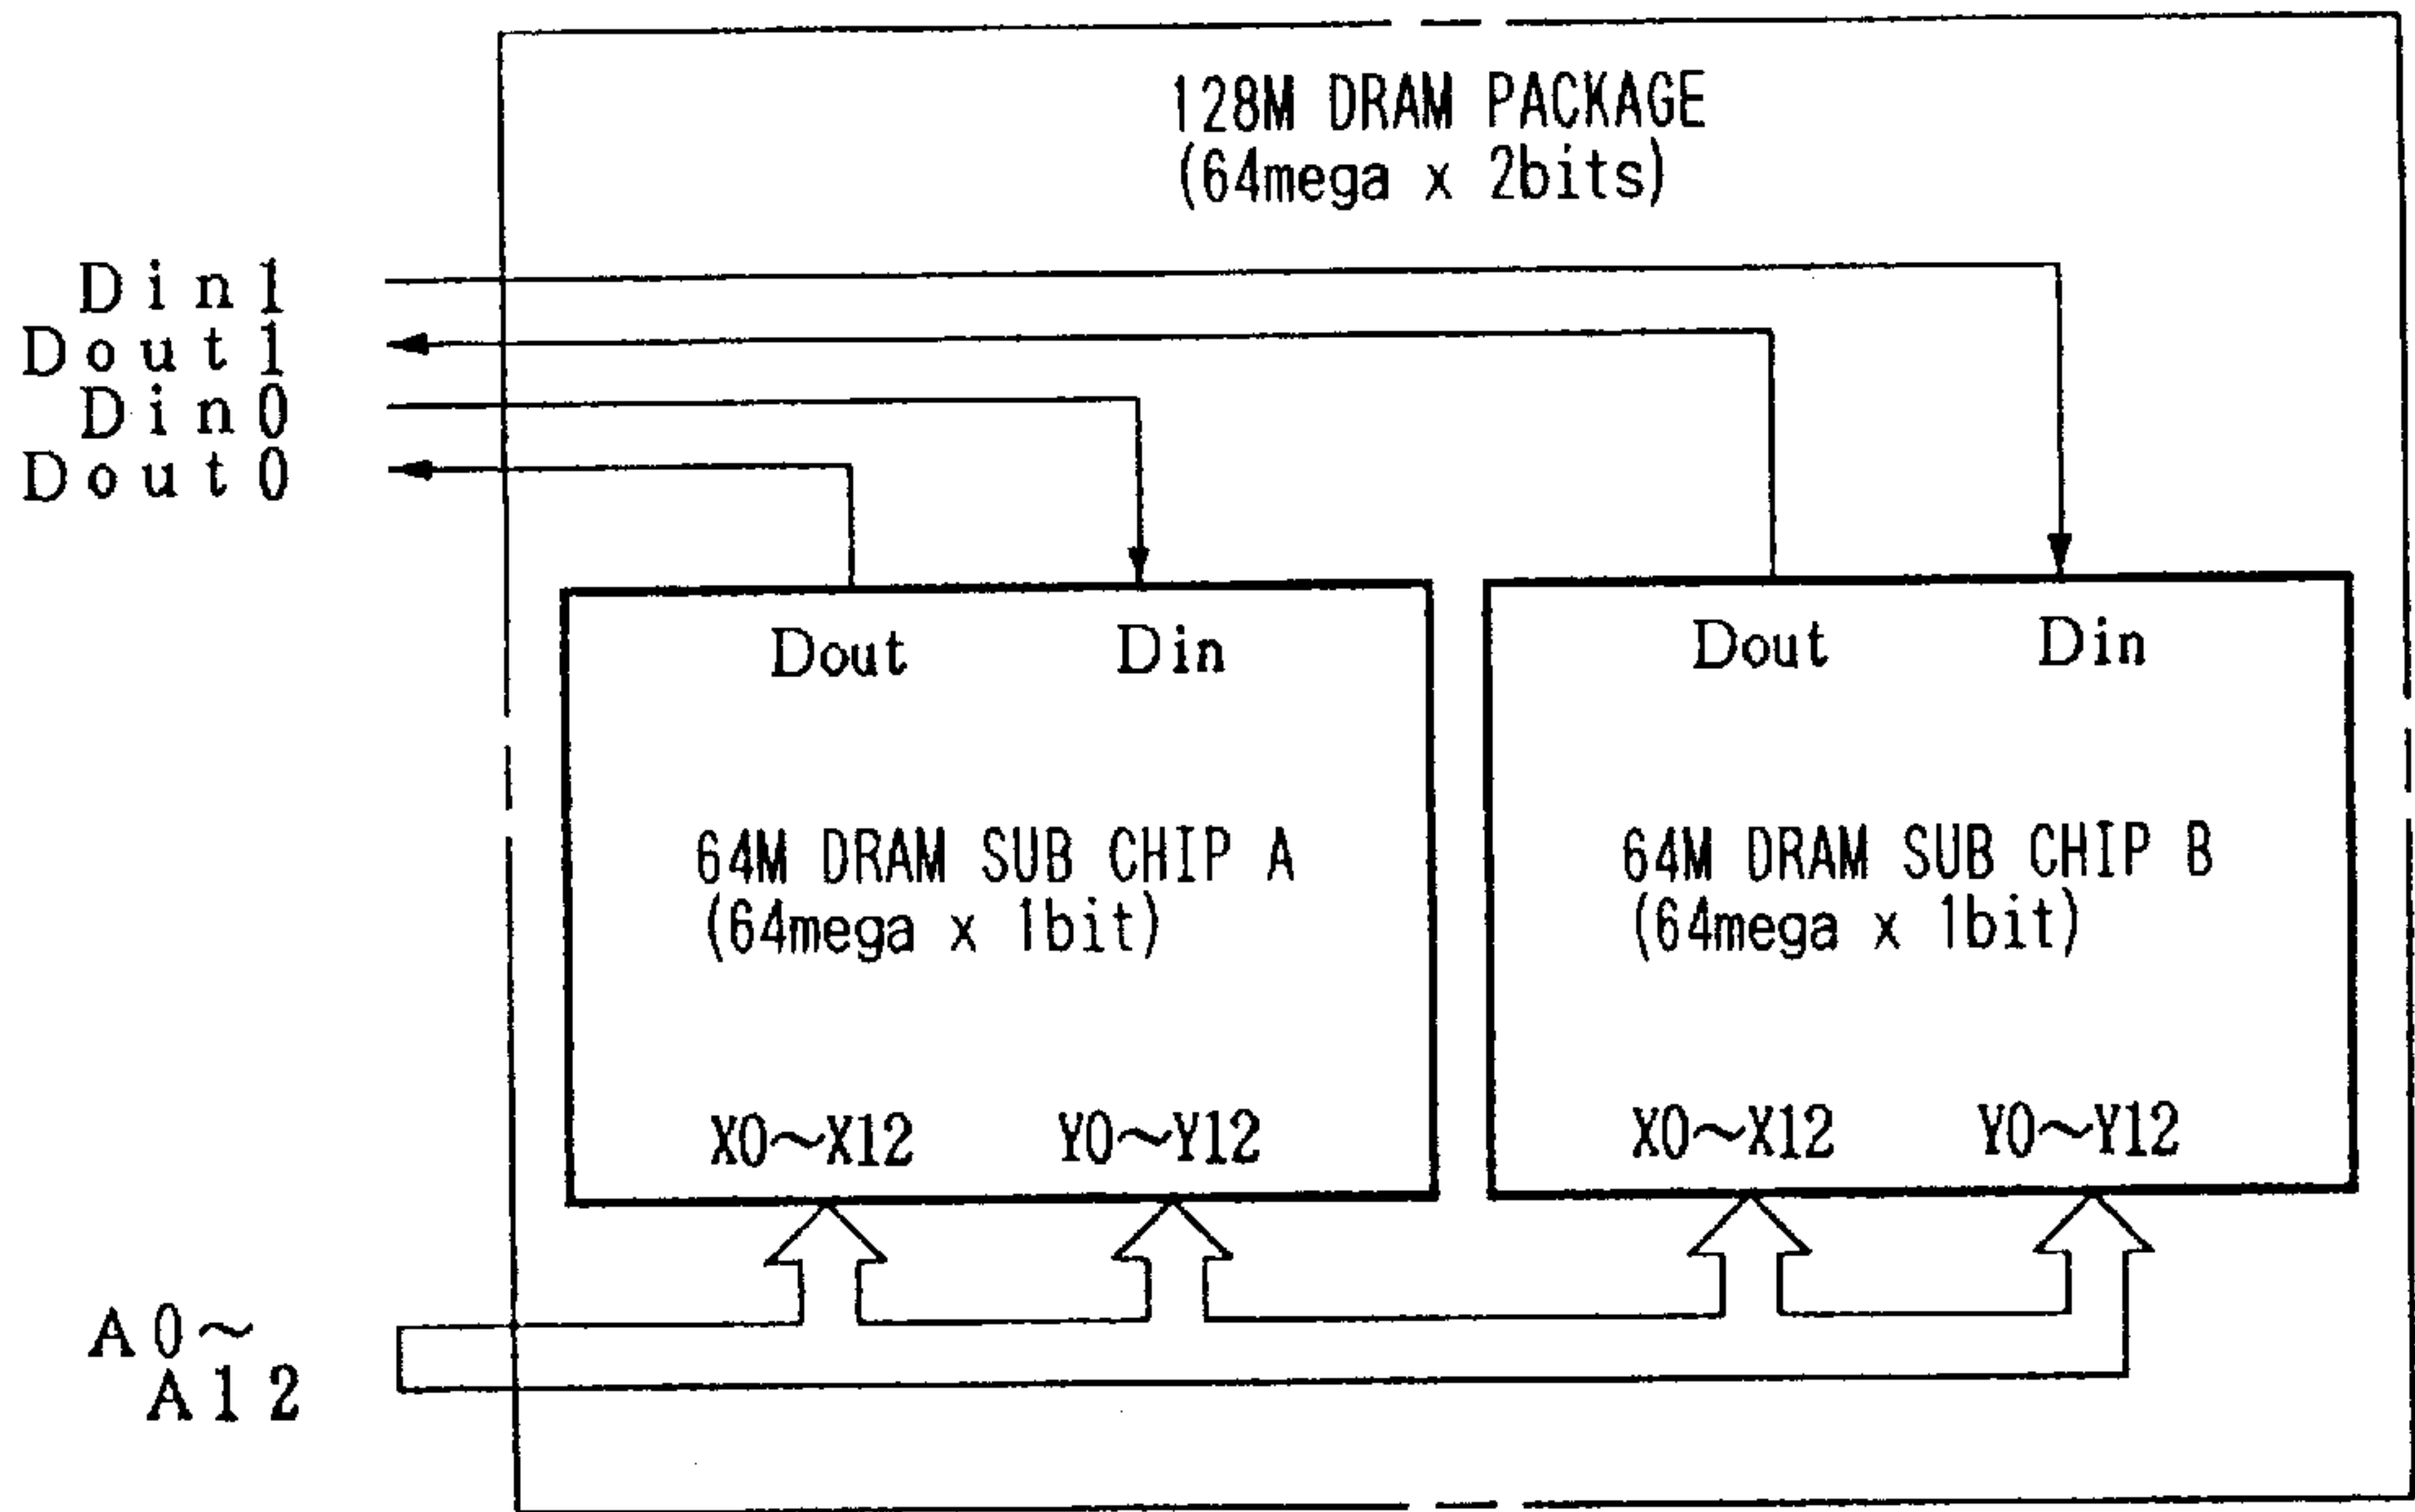 128M DRAM PACKAGE
(64mega x 2bits)
Din1
Dout1
Din0
Dout0
Dout Din
Dout Din
64M DRAM SUB CHIP A
(64mega x 1bit)
64M DRAM SUB CHIP B
(64mega x 1bit)
X0~X12 Y0~Y12
X0~X12 Y0~Y12
A0~
A12